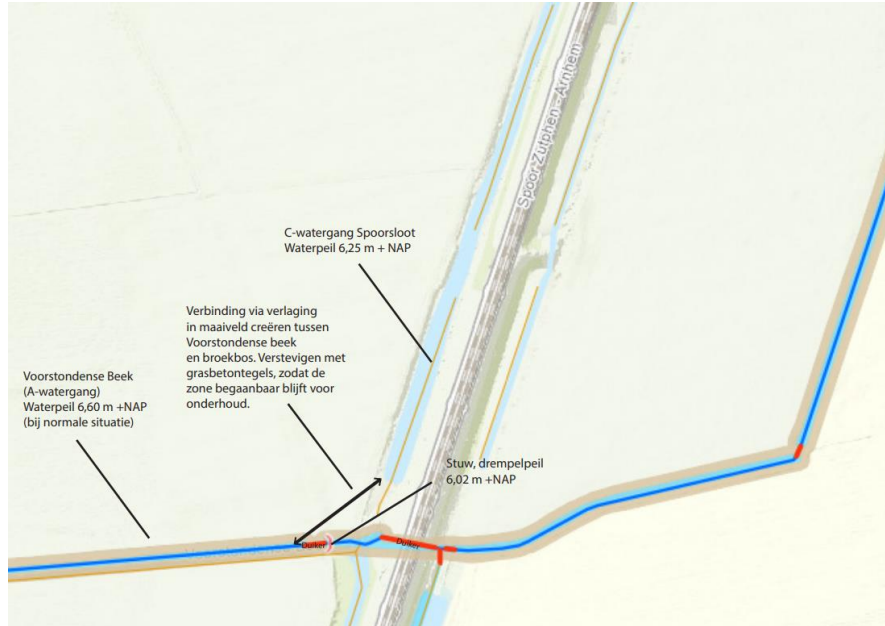 Spoor Zutphen - Arnhem
C-watergang Spoorsloot
Waterpeil 6,25 m + NAP
Verbinding via verlaging
in maaiveld creëren tussen
Voorstondense beek
en broekbos. Verstevigen met
grasbetontegels, zodat de
zone begaanbaar blijft voor
onderhoud.
Voorstondense Beek
(A-watergang)
Waterpeil 6,60 m +NAP
(bij normale situatie)
Stuw, drempelpeil
6,02 m +NAP
Duiker
Duiker